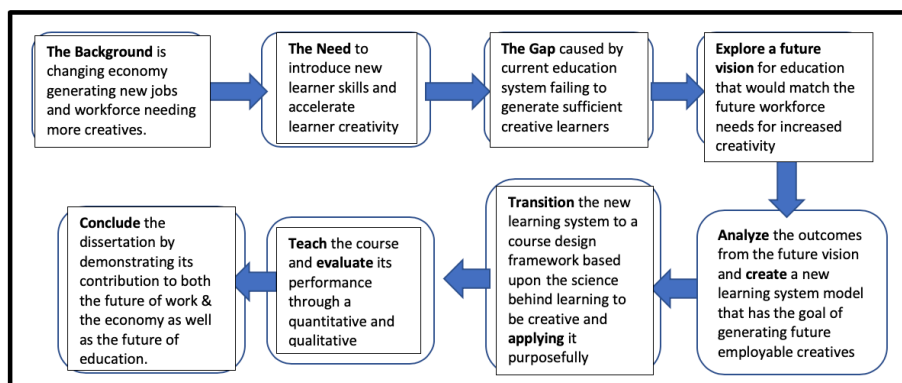 The Background is
changing economy
generating new jobs
and workforce needing
more creatives.
The Need to
introduce new
learner skills and
accelerate
learner creativity
The Gap caused by
current education
system failing to
generate sufficient
creative learners
Explore a future
vision for education
that would match the
future workforce
needs for increased
creativity
Analyze the outcomes
from the future vision
and create a new
learning system model
that has the goal of
generating future
employable creatives
Transition the new
learning system to a
course design
framework based
upon the science
behind learning to
be creative and
applying it
purposefully
Teach the course
and evaluate its
performance
through a
quantitative and
qualitative
Conclude the
dissertation by
demonstrating its
contribution to both
the future of work &
the economy as well
as the future of
education.